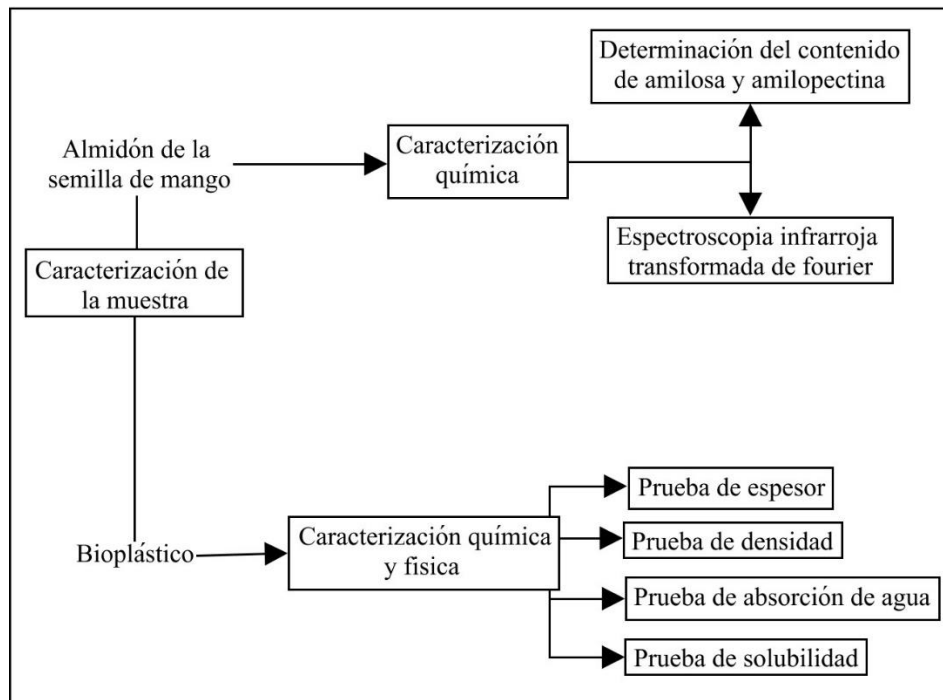 Determinación del contenido
de amilosa y amilopectina
Almidón de la
semilla de mango
Caracterización
química
Espectroscopia infrarroja
transformada de fourier
Caracterización de
la muestra
Prueba de espesor
Bioplástico
Caracterización química
y fisica
Prueba de densidad
Prueba de absorción de agua
Prueba de solubilidad